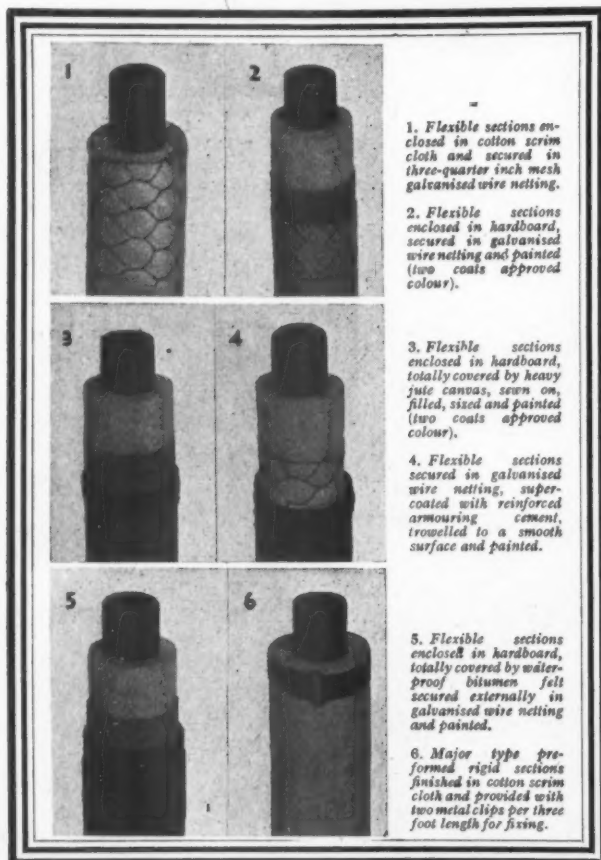 1
2
1. Flexible sections en-
closed in cotton scrim
cloth and secured in
three-quarter inch mesh
galvanised wire netting.
2. Flexible sections
enclosed in hardboard,
secured in galvanised
wire netting and painted
(two coats approved
colour).
3
4
3. Flexible sections
enclosed in hardboard,
totally covered by heavy
jute canvas, sewn on,
filled, sized and painted
(two coats approved
colour).
4. Flexible sections
secured in galvanised
wire netting, super-
coated with reinforced
armouring cement,
trowelled to a smooth
surface and painted.
5
6
5. Flexible sections
enclosed in hardboard,
totally covered by water-
proof bitumen felt
secured externally in
galvanised wire netting
and painted.
6. Major type pre-
formed rigid sections
finished in cotton scrim
cloth and provided with
two metal clips per three
foot length for fixing.